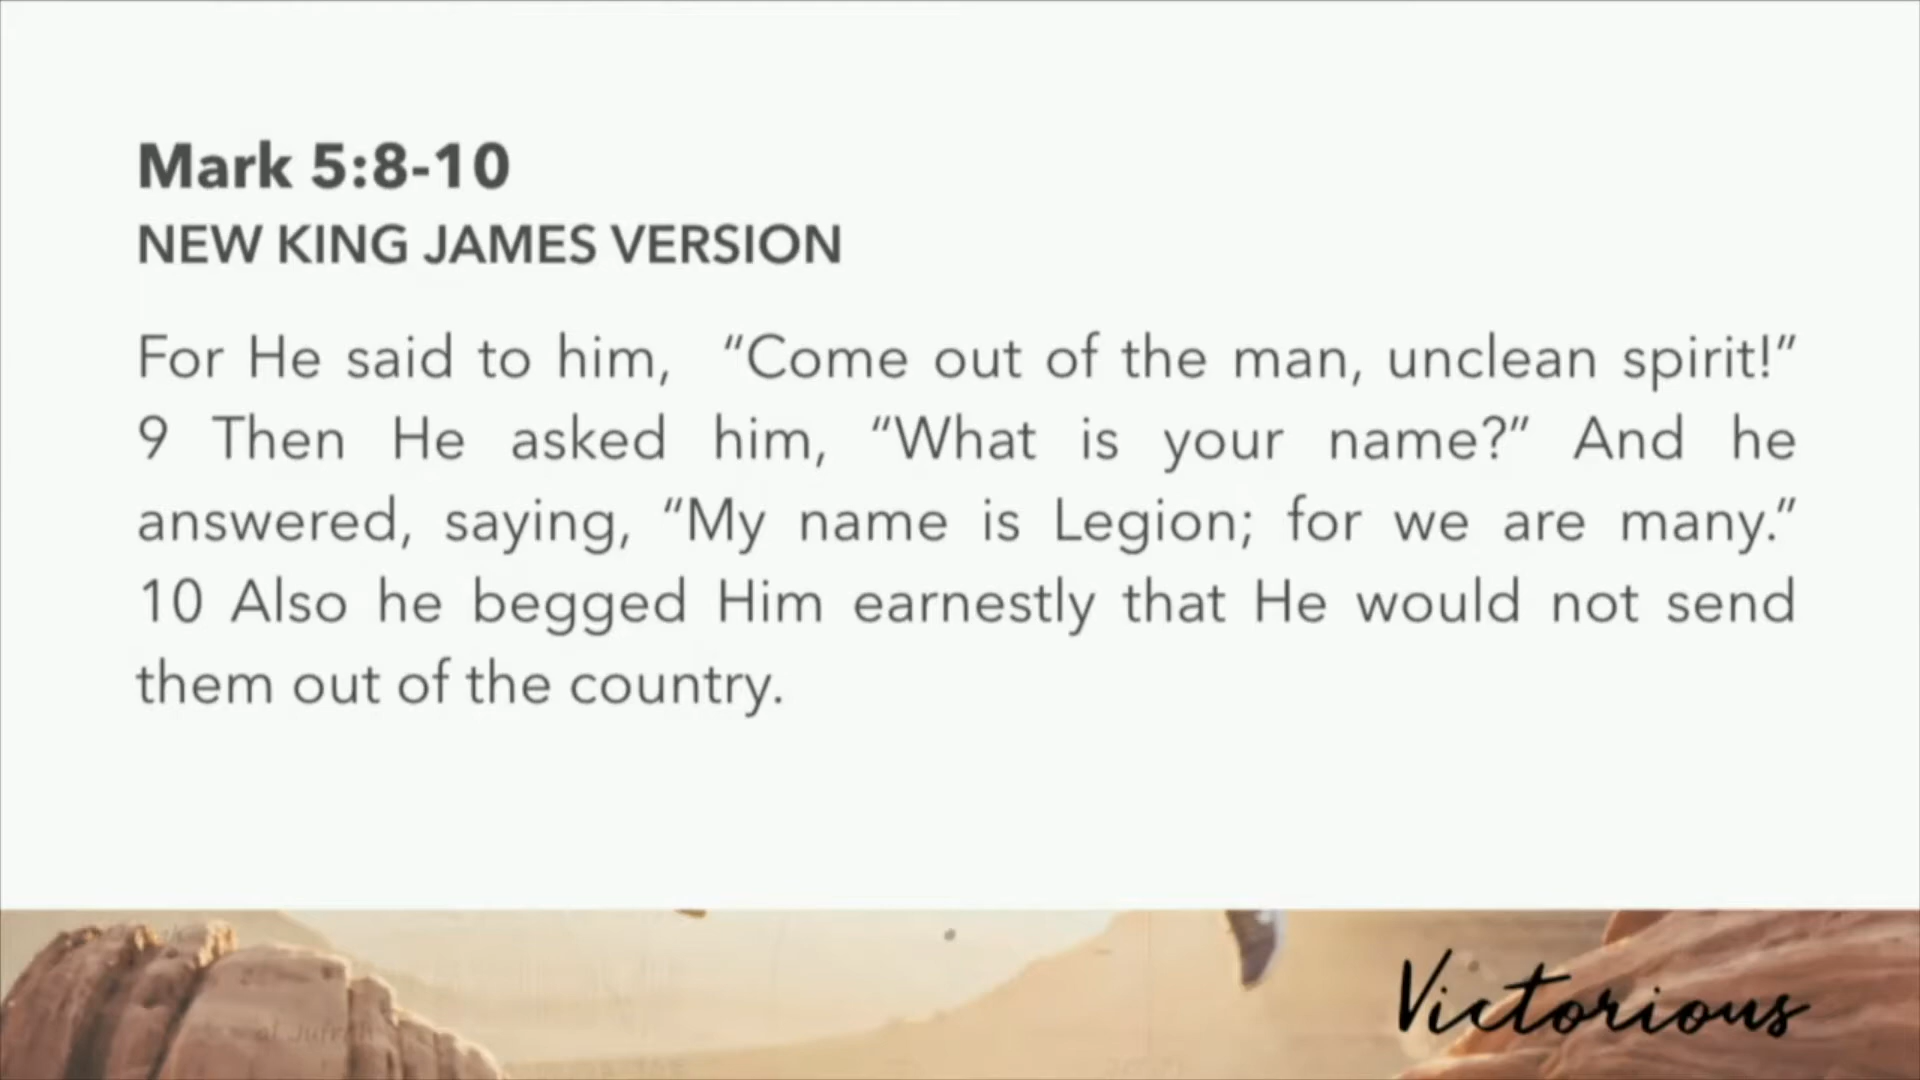 Mark 5:8-10
NEW KING JAMES VERSION
For He said to him,  “Come out of the man, unclean spirit!”
9 Then He asked him, “What is your name?” And he
answered, saying, “My name is Legion; for we are many.”
10 Also he begged Him earnestly that He would not send
them out of the country.
Victorious